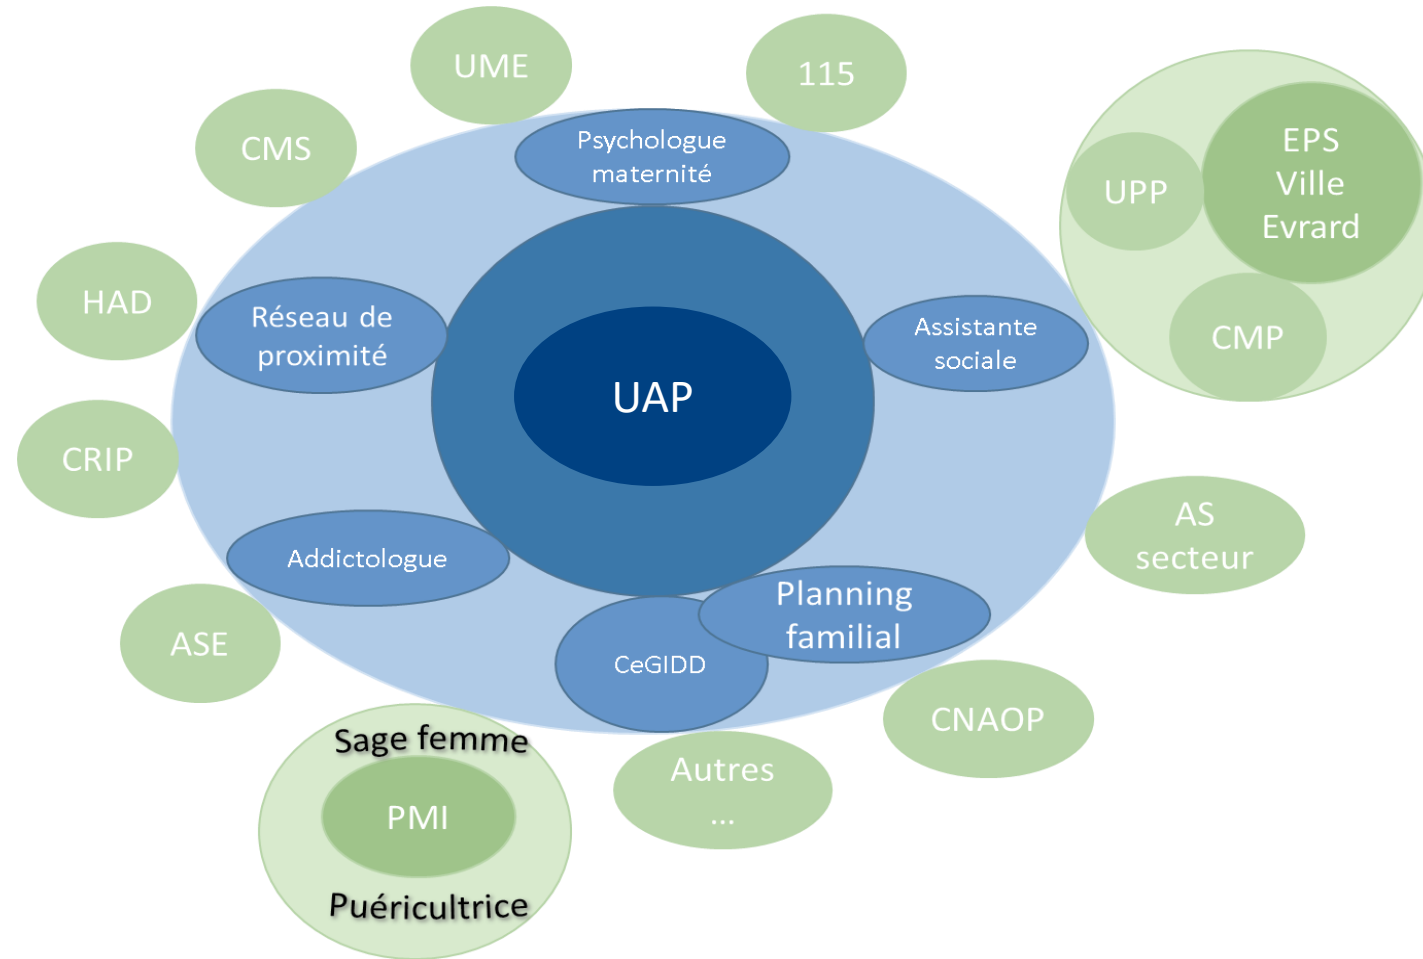 UME
115
CMS
Psychologue
maternité
EPS
Ville
Evrard
UPP
HAD
Réseau de
proximité
Assistante
sociale
CMP
UAP
CRIP
AS
secteur
Addictologue
Planning
familial
ASE
CeGIDD
CNAOP
Sage femme
PMI
Puéricultrice
Autres
...